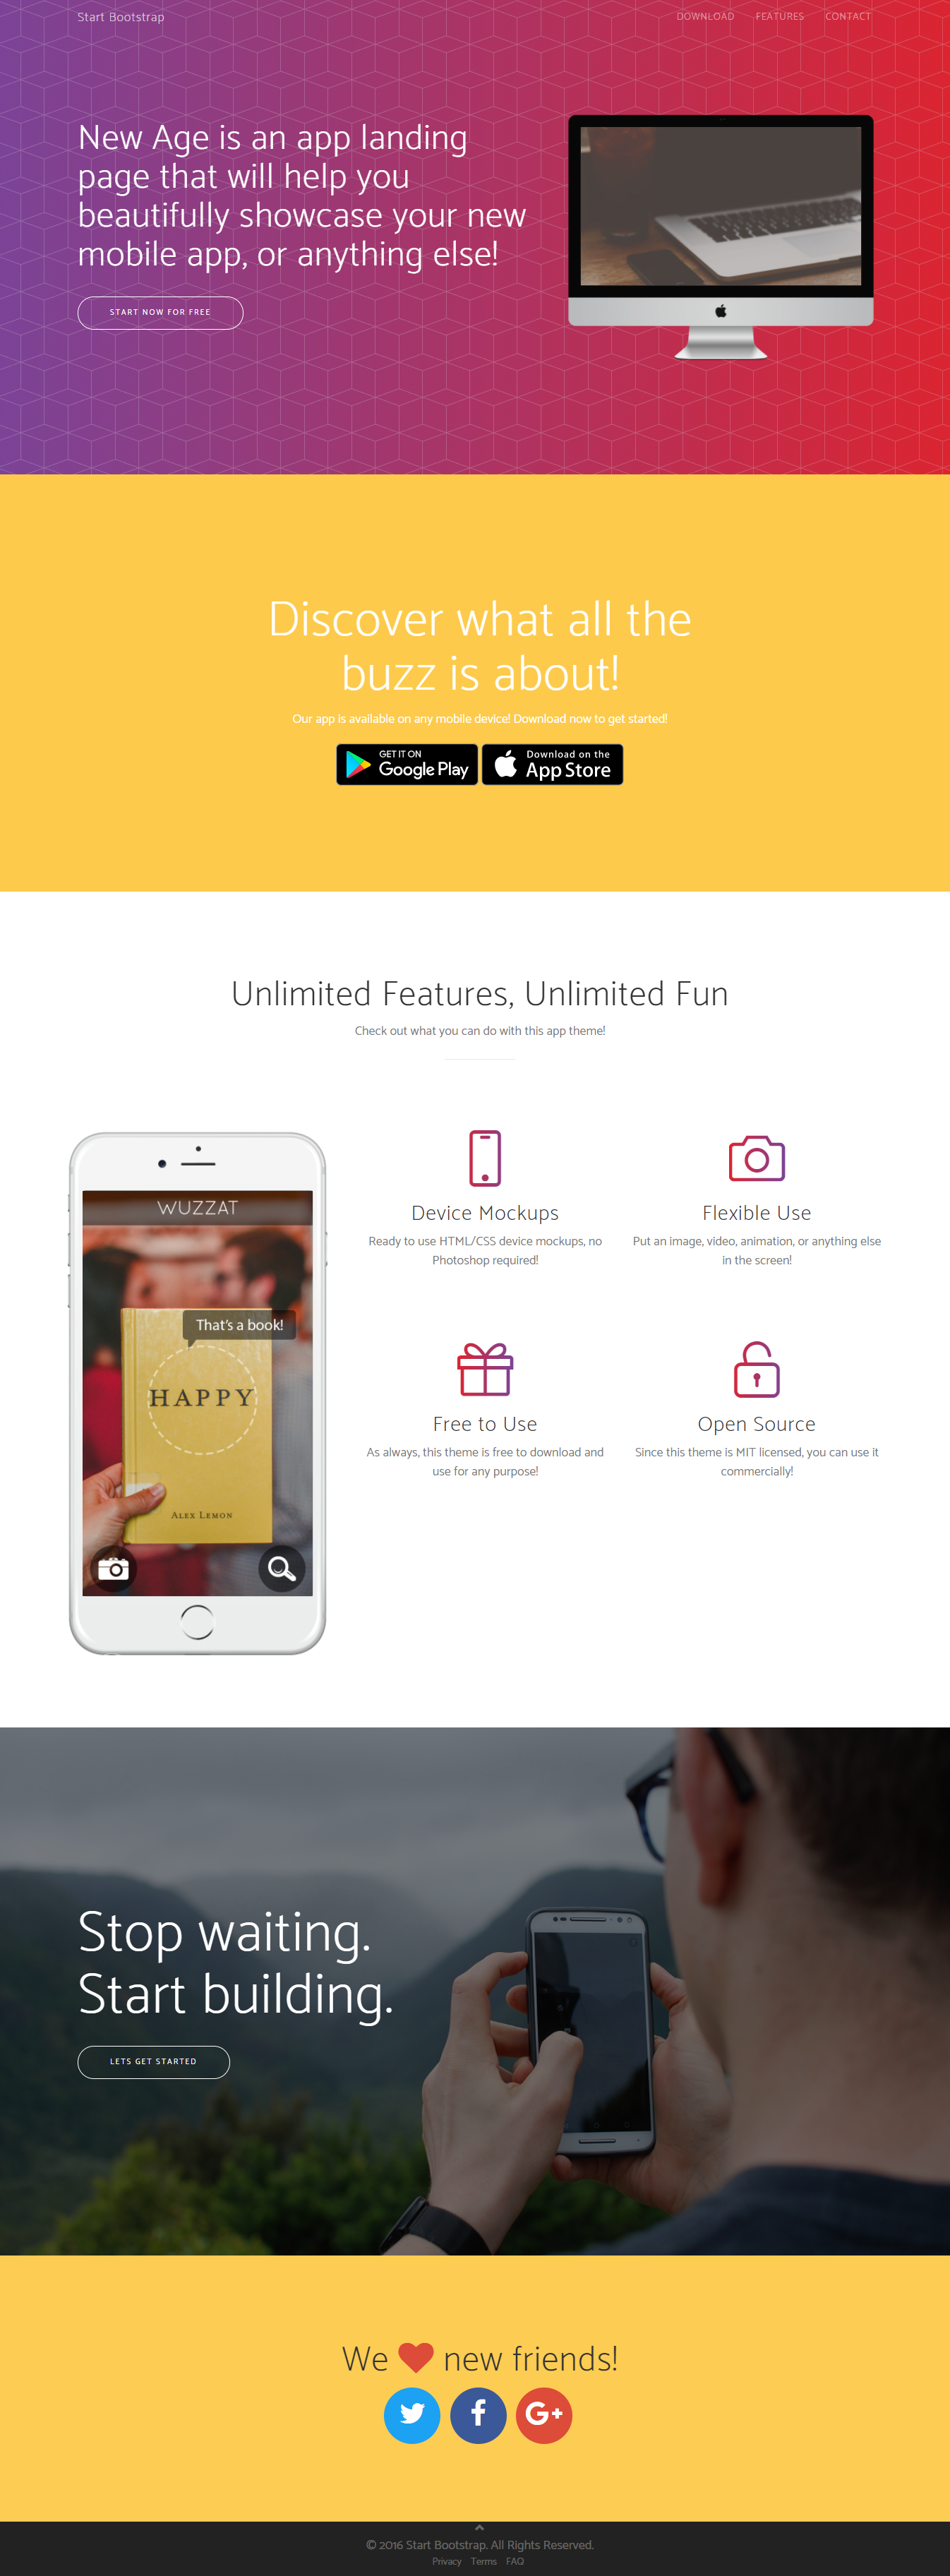 Start Bootstrap
DOWNLOAD FEATURES CONTACT
New Age is an app landing
page that will help you
beautifully showcase your new
mobile app, or anything else!
START NOW FOR FREE
Discover what all the
buzz is about!
Our app is available on any mobile device! Download now to get started!
GET IT ON
Google Play
Download on the
App Store
Unlimited Features, Unlimited Fun
Check out what you can do with this app theme!
WUZZAT
That's a book!
HAPPY
ALEX LEMON
Device Mockups
Ready to use HTML/CSS device mockups, no
Photoshop required!
Flexible Use
Put an image, video, animation, or anything else
in the screen!
Free to Use
As always, this theme is free to download and
use for any purpose!
Open Source
Since this theme is MIT licensed, you can use it
commercially!
Stop waiting.
Start building.
LETS GET STARTED
We new friends!
G+
© 2016 Start Bootstrap. All Rights Reserved.
Privacy Terms FAQ